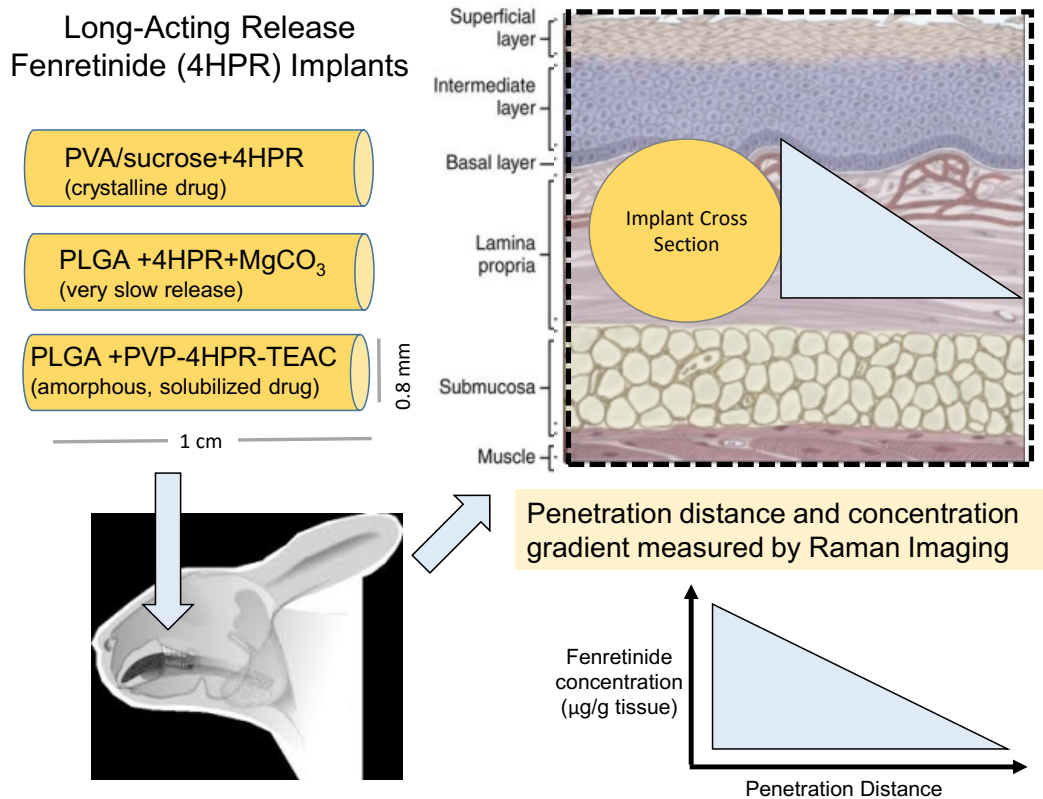 Long-Acting Release
Fenretinide (4HPR) Implants
PVA/sucrose+4HPR
(crystalline drug)
PLGA +4HPR+MgCO₃
(very slow release)
PLGA +PVP-4HPR-TEAC
(amorphous, solubilized drug)
0.8 mm
1 cm
Superficial
layer
Intermediate
layer
Basal layer
Lamina
propria
Submucosa
Muscle
Implant Cross
Section
Penetration distance and concentration
gradient measured by Raman Imaging
Fenretinide
concentration
(µg/g tissue)
Penetration Distance